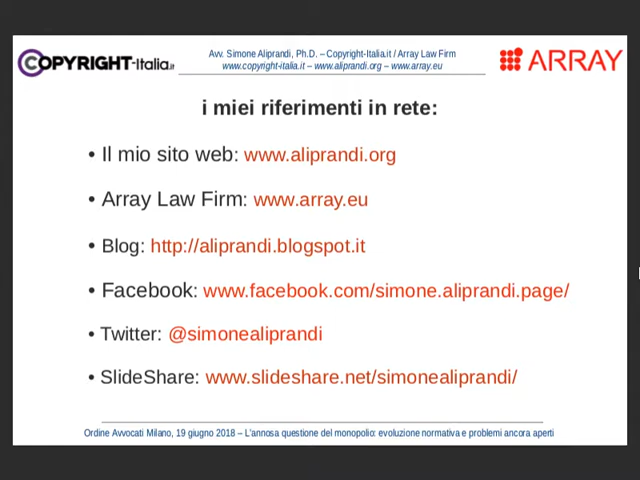 COPYRIGHT-Italia.it
Avv. Simone Aliprandi, Ph.D. – Copyright-Italia.it / Array Law Firm
www.copyright-italia.it – www.aliprandi.org – www.array.eu
ARRAY
i miei riferimenti in rete:
• Il mio sito web: www.aliprandi.org
• Array Law Firm: www.array.eu
• Blog: http://aliprandi.blogspot.it
• Facebook: www.facebook.com/simone.aliprandi.page/
• Twitter: @simonealiprandi
• SlideShare: www.slideshare.net/simonealiprandi/
Ordine Avvocati Milano, 19 giugno 2018 – L'annosa questione del monopolio: evoluzione normativa e problemi ancora aperti